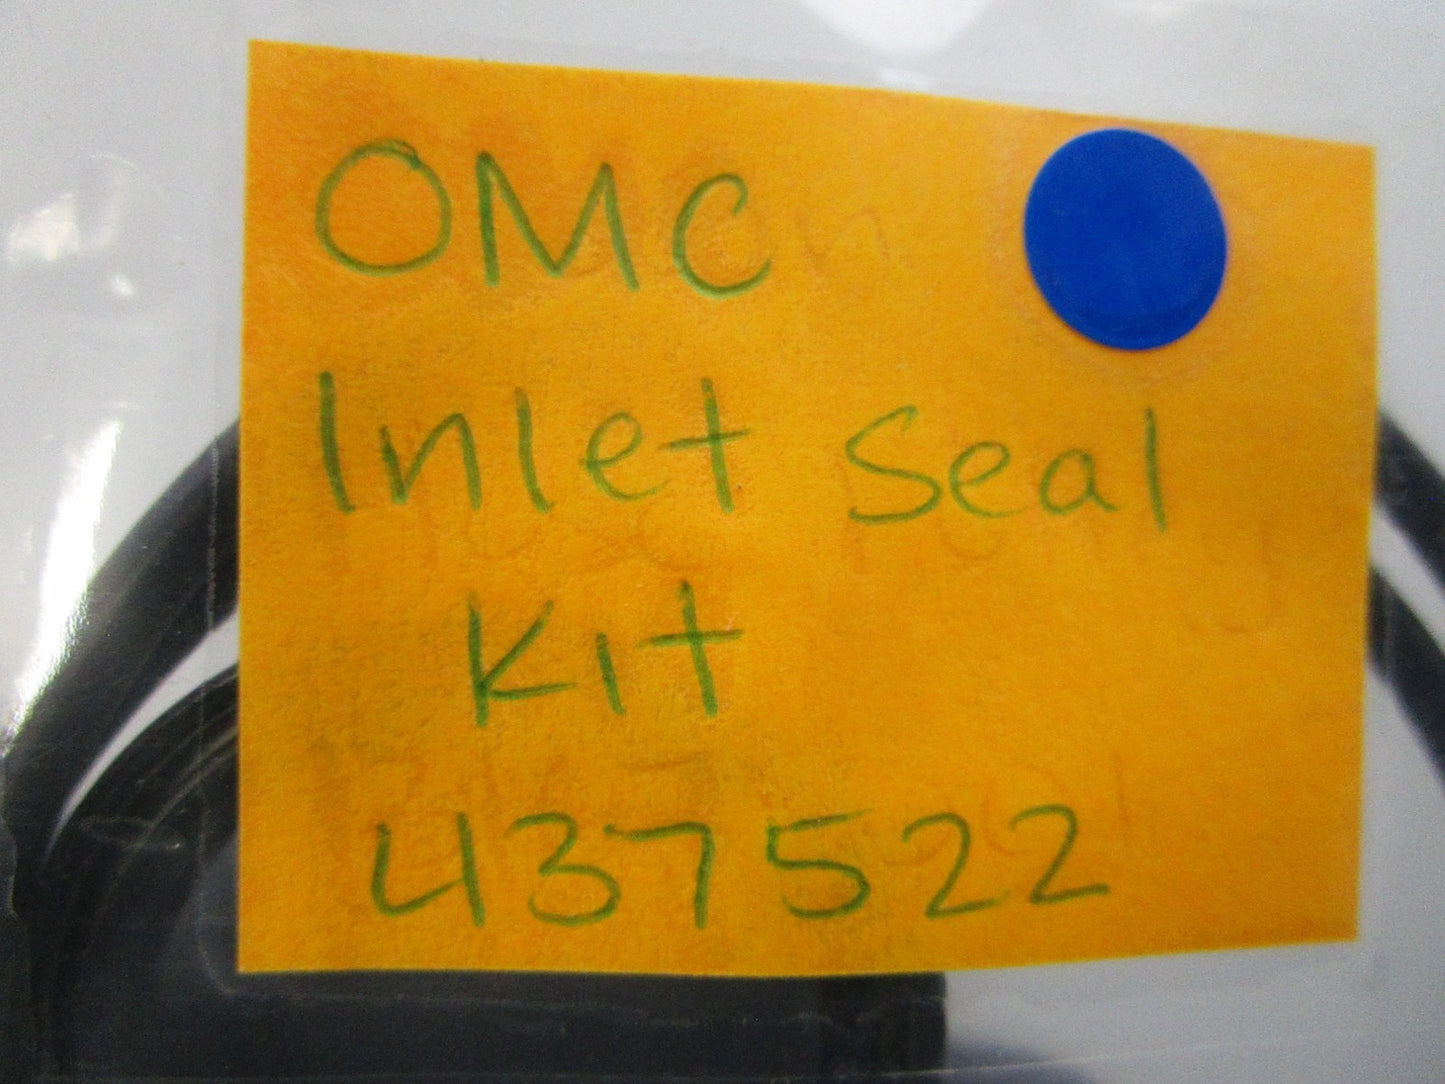 OMC
Inlet Seal
Kit
437522